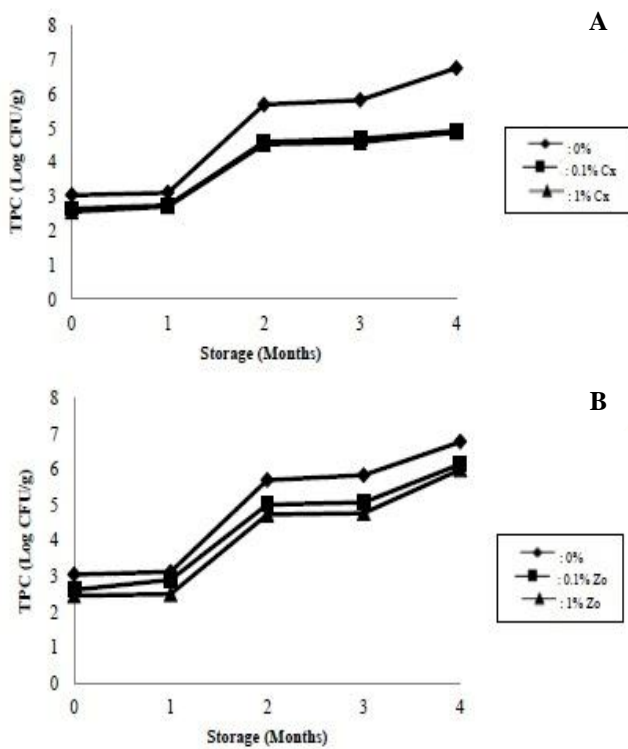 A
8
7
6
5
4
3
2
1
0
TPC (Log CFU/g)
0 1 2 3 4
Storage (Months)
: 0%
: 0.1% Cx
: 1% Cx
B
8
7
6
5
4
3
2
1
0
TPC (Log CFU/g)
0 1 2 3 4
Storage (Months)
: 0%
: 0.1% Zo
: 1% Zo